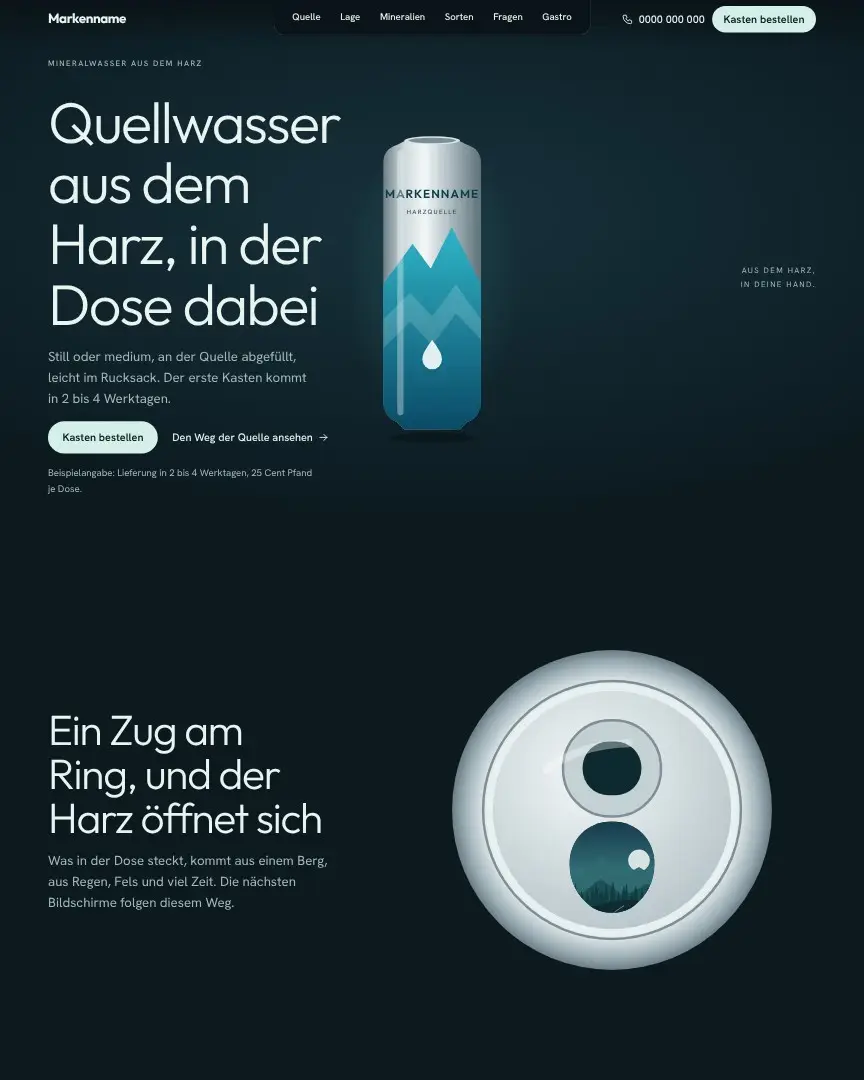 Markenname
Quelle
Lage
Mineralien
Sorten
Fragen
Gastro
0000 000 000
Kasten bestellen
MINERALWASSER AUS DEM HARZ
Quellwasser
aus dem
Harz, in der
Dose dabei
Still oder medium, an der Quelle abgefüllt,
leicht im Rucksack. Der erste Kasten kommt
in 2 bis 4 Werktagen.
Kasten bestellen
Den Weg der Quelle ansehen →
Beispielangabe: Lieferung in 2 bis 4 Werktagen, 25 Cent Pfand
je Dose.
MARKENNAME
HARZQUELLE
AUS DEM HARZ,
IN DEINE HAND.
Ein Zug am
Ring, und der
Harz öffnet sich
Was in der Dose steckt, kommt aus einem Berg,
aus Regen, Fels und viel Zeit. Die nächsten
Bildschirme folgen diesem Weg.